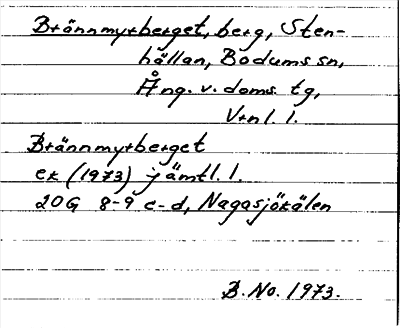 Brännmyrberget, berg, Sten-
hällan, Bodums sn,
Ång. v. doms. tg,
Vrnl. l.
Brännmyrberget
ek (1973) jämtl. l.
20G 8-9 c-d, Nagasjökälen
B. No. 1973.